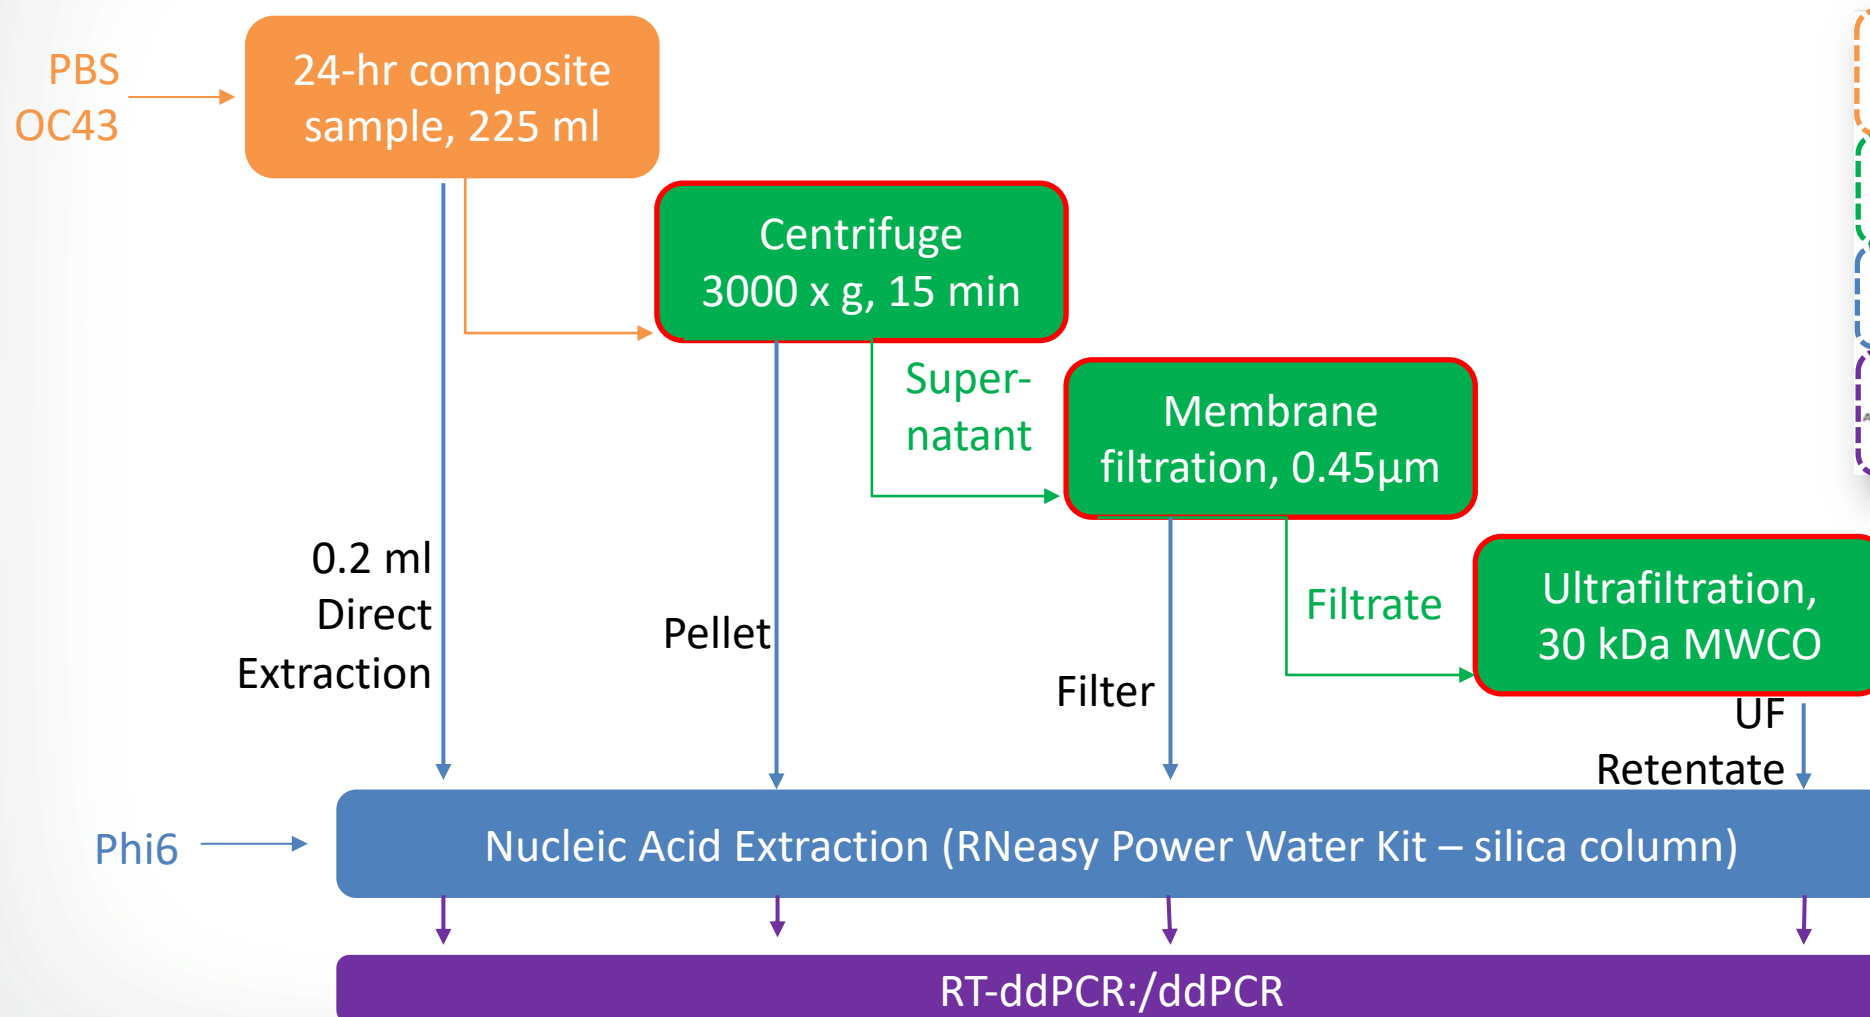 PBS
OC43
24-hr composite
sample, 225 ml
Centrifuge
3000 x g, 15 min
Super-
natant
Membrane
filtration, 0.45µm
0.2 ml
Direct
Extraction
Pellet
Filter
Filtrate
Ultrafiltration,
30 kDa MWCO
UF
Retentate
Phi6
Nucleic Acid Extraction (RNeasy Power Water Kit – silica column)
RT-ddPCR:/ddPCR